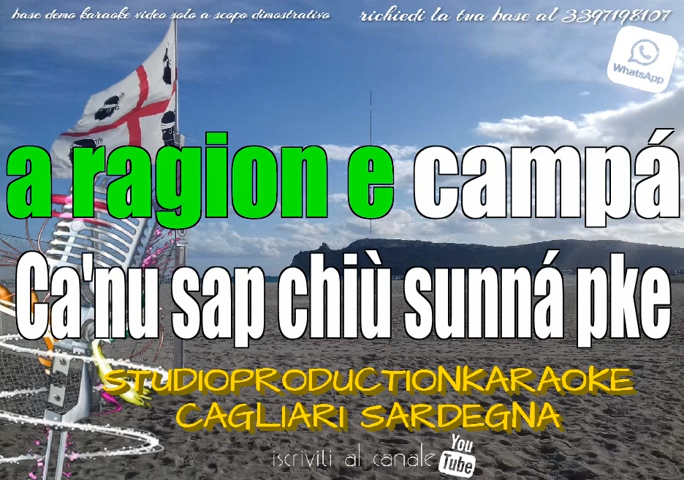 base demo karaoke video solo a scopo dimostrativo
richiedi la tua base al 3397198107
WhatsApp
a ragion e campá
Ca'nu sap chiù sunná pke
STUDIOPRODUCTIONKARAOKE
CAGLIARI SARDEGNA
iscriviti al canale You Tube